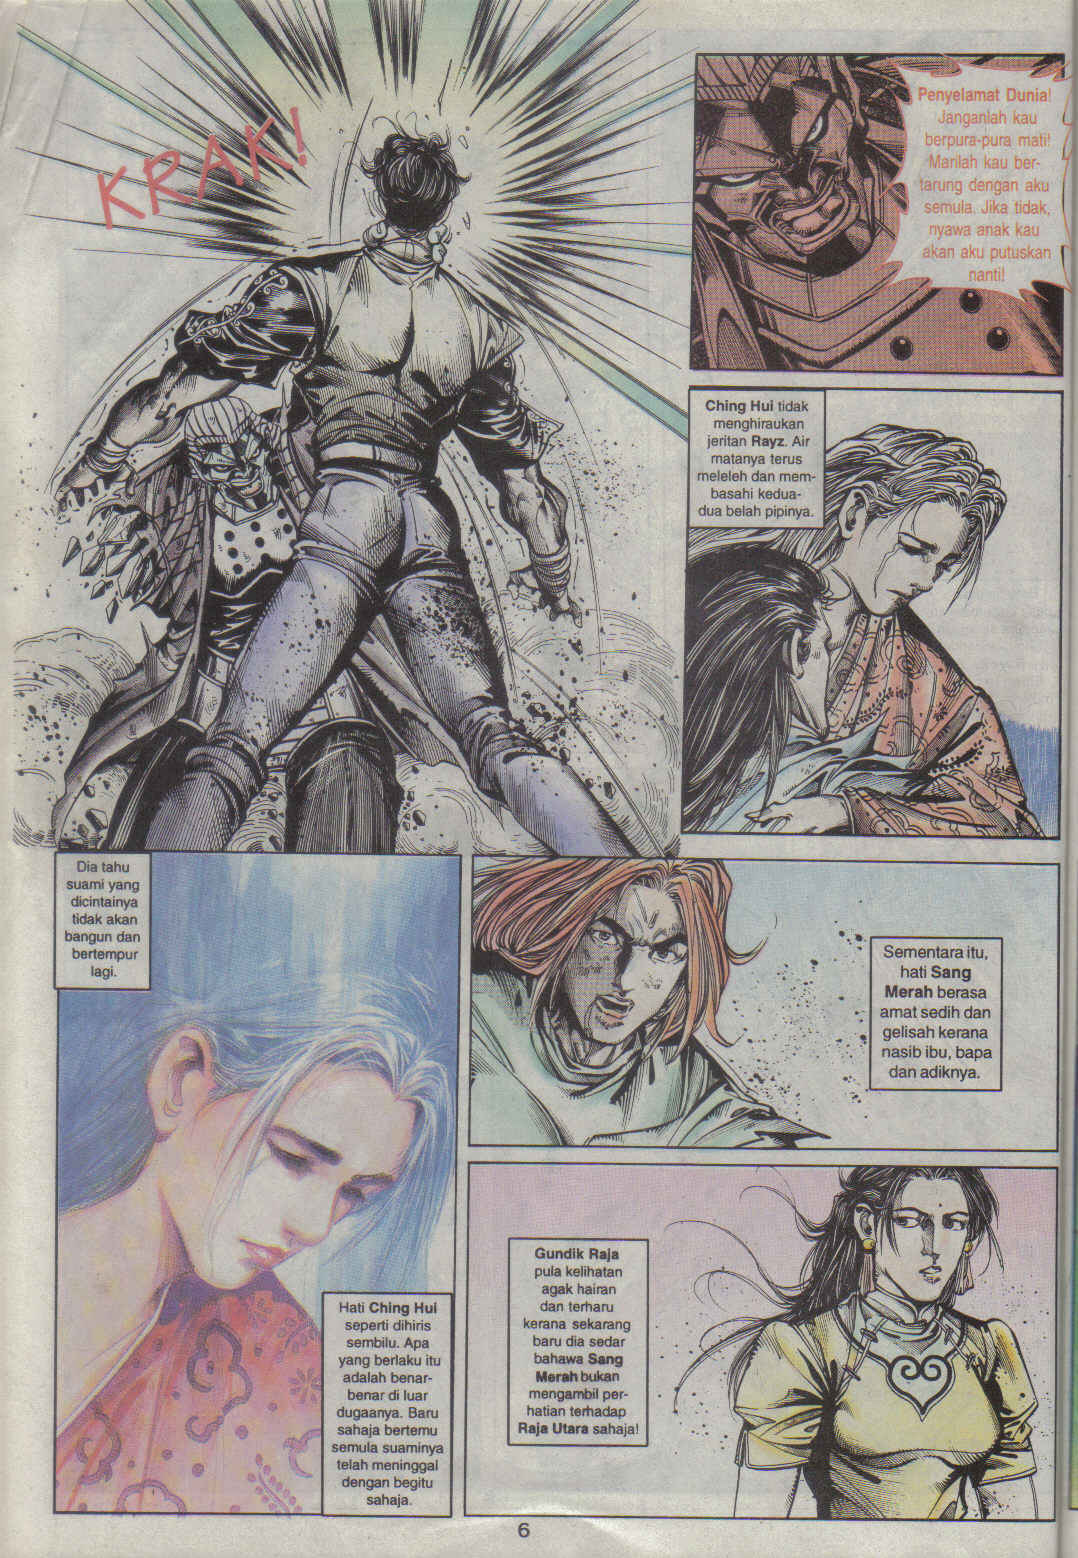 KRAK!
Penyelamat Dunia!
Janganlah kau
berpura-pura mati!
Marilah kau ber-
tarung dengan aku
semula. Jika tidak,
nyawa anak kau
akan aku putuskan
nanti!
Ching Hui tidak
menghiraukan
jeritan Rayz. Air
matanya terus
meleleh dan mem-
basahi kedua-
dua belah pipinya.
Dia tahu
suami yang
dicintainya
tidak akan
bangun dan
bertempur
lagi.
Sementara itu,
hati Sang
Merah berasa
amat sedih dan
gelisah kerana
nasib ibu, bapa
dan adiknya.
Hati Ching Hui
seperti dihiris
sembilu. Apa
yang berlaku itu
adalah benar-
benar di luar
dugaanya. Baru
sahaja bertemu
semula suaminya
telah meninggal
dengan begitu
sahaja.
Gundik Raja
pula kelihatan
agak hairan
dan terharu
kerana sekarang
baru dia sedar
bahawa Sang
Merah bukan
mengambil per-
hatian terhadap
Raja Utara sahaja!
6